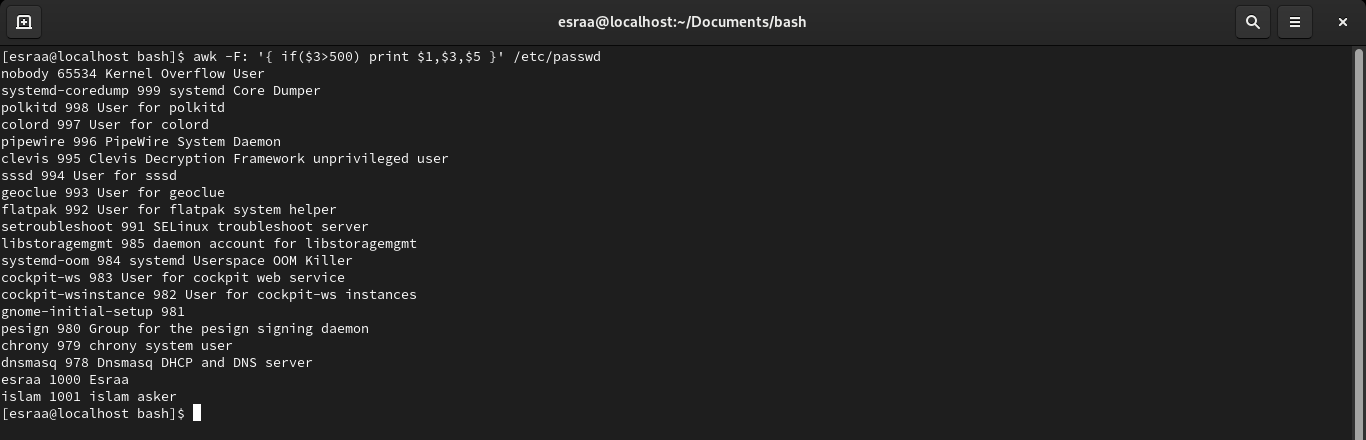 esraa@localhost:~/Documents/bash
[esraa@localhost bash]$ awk -F: '{ if($3>500) print $1,$3,$5 }' /etc/passwd
nobody 65534 Kernel Overflow User
systemd-coredump 999 systemd Core Dumper
polkitd 998 User for polkitd
colord 997 User for colord
pipewire 996 PipeWire System Daemon
clevis 995 Clevis Decryption Framework unprivileged user
sssd 994 User for sssd
geoclue 993 User for geoclue
flatpak 992 User for flatpak system helper
setroubleshoot 991 SELinux troubleshoot server
libstoragemgmt 985 daemon account for libstoragemgmt
systemd-oom 984 systemd Userspace OOM Killer
cockpit-ws 983 User for cockpit web service
cockpit-wsinstance 982 User for cockpit-ws instances
gnome-initial-setup 981
pesign 980 Group for the pesign signing daemon
chrony 979 chrony system user
dnsmasq 978 Dnsmasq DHCP and DNS server
esraa 1000 Esraa
islam 1001 islam asker
[esraa@localhost bash]$